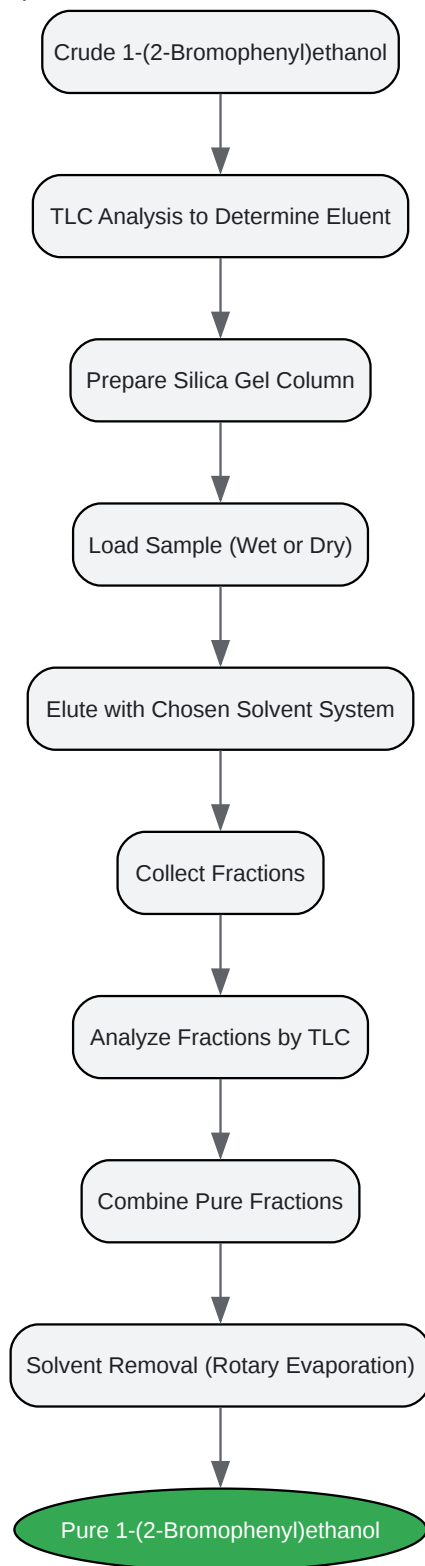 Crude 1-(2-Bromophenyl)ethanol
TLC Analysis to Determine Eluent
Prepare Silica Gel Column
Load Sample (Wet or Dry)
Elute with Chosen Solvent System
Collect Fractions
Analyze Fractions by TLC
Combine Pure Fractions
Solvent Removal (Rotary Evaporation)
Pure 1-(2-Bromophenyl)ethanol